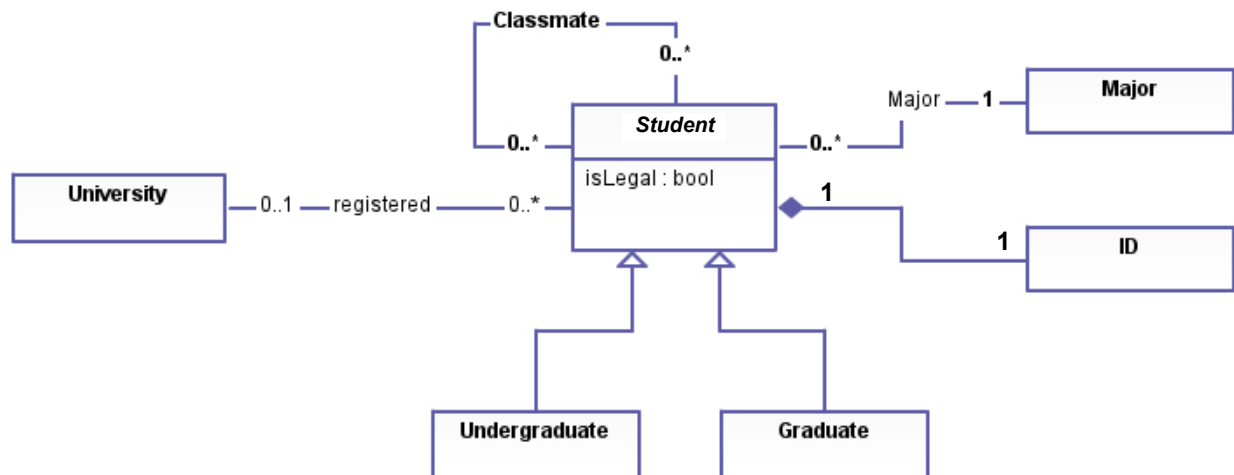 Classmate
0..*
Major 1 Major
0..* Student 0..*
isLegal : bool
University
0..1 registered 0..*
1
1 ID
Undergraduate Graduate